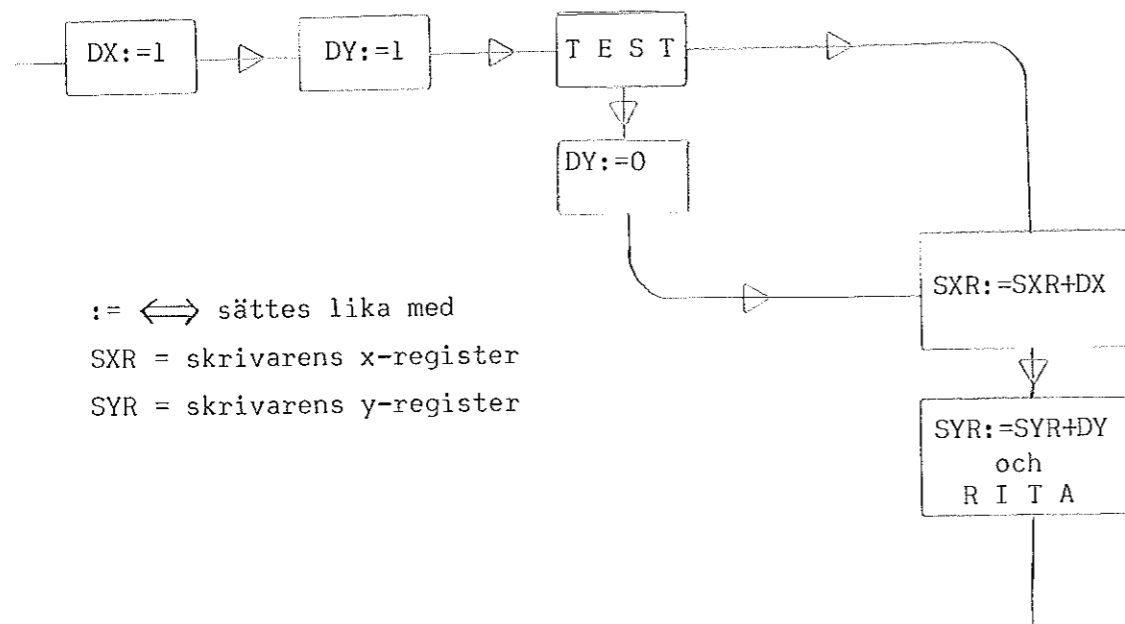 DX:=1
DY:=1
T E S T
DY:=0
SXR:=SXR+DX
:= ⟺ sättes lika med
SXR = skrivarens x-register
SYR = skrivarens y-register
SYR:=SYR+DY
och
R I T A